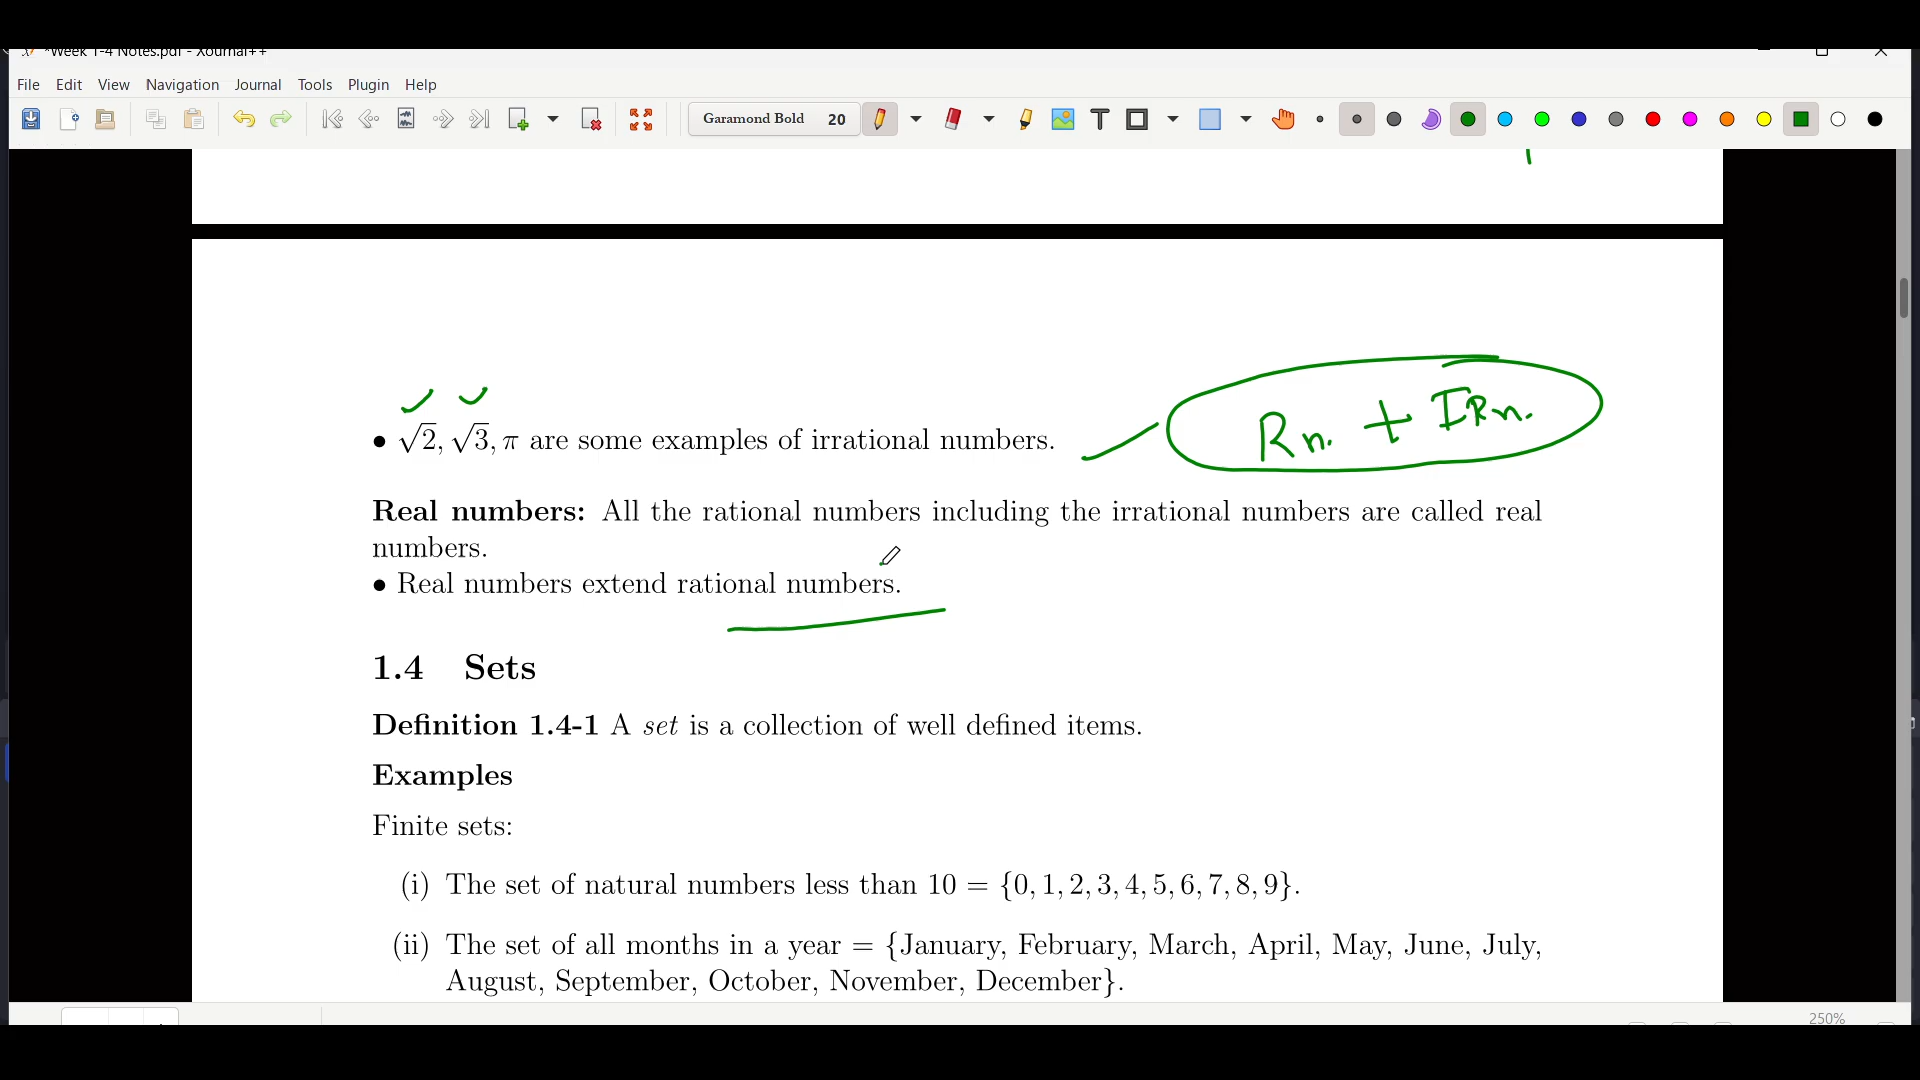 *Week 1-4 Notes.pdf - Xournal++
File Edit View Navigation Journal Tools Plugin Help
Garamond Bold 20
Rn. + IRn.
• √2, √3, π are some examples of irrational numbers.
Real numbers: All the rational numbers including the irrational numbers are called real
numbers.
• Real numbers extend rational numbers.
1.4 Sets
Definition 1.4-1 A set is a collection of well defined items.
Examples
Finite sets:
(i) The set of natural numbers less than 10 = {0, 1, 2, 3, 4, 5, 6, 7, 8, 9}.
(ii) The set of all months in a year = {January, February, March, April, May, June, July,
August, September, October, November, December}.
250%